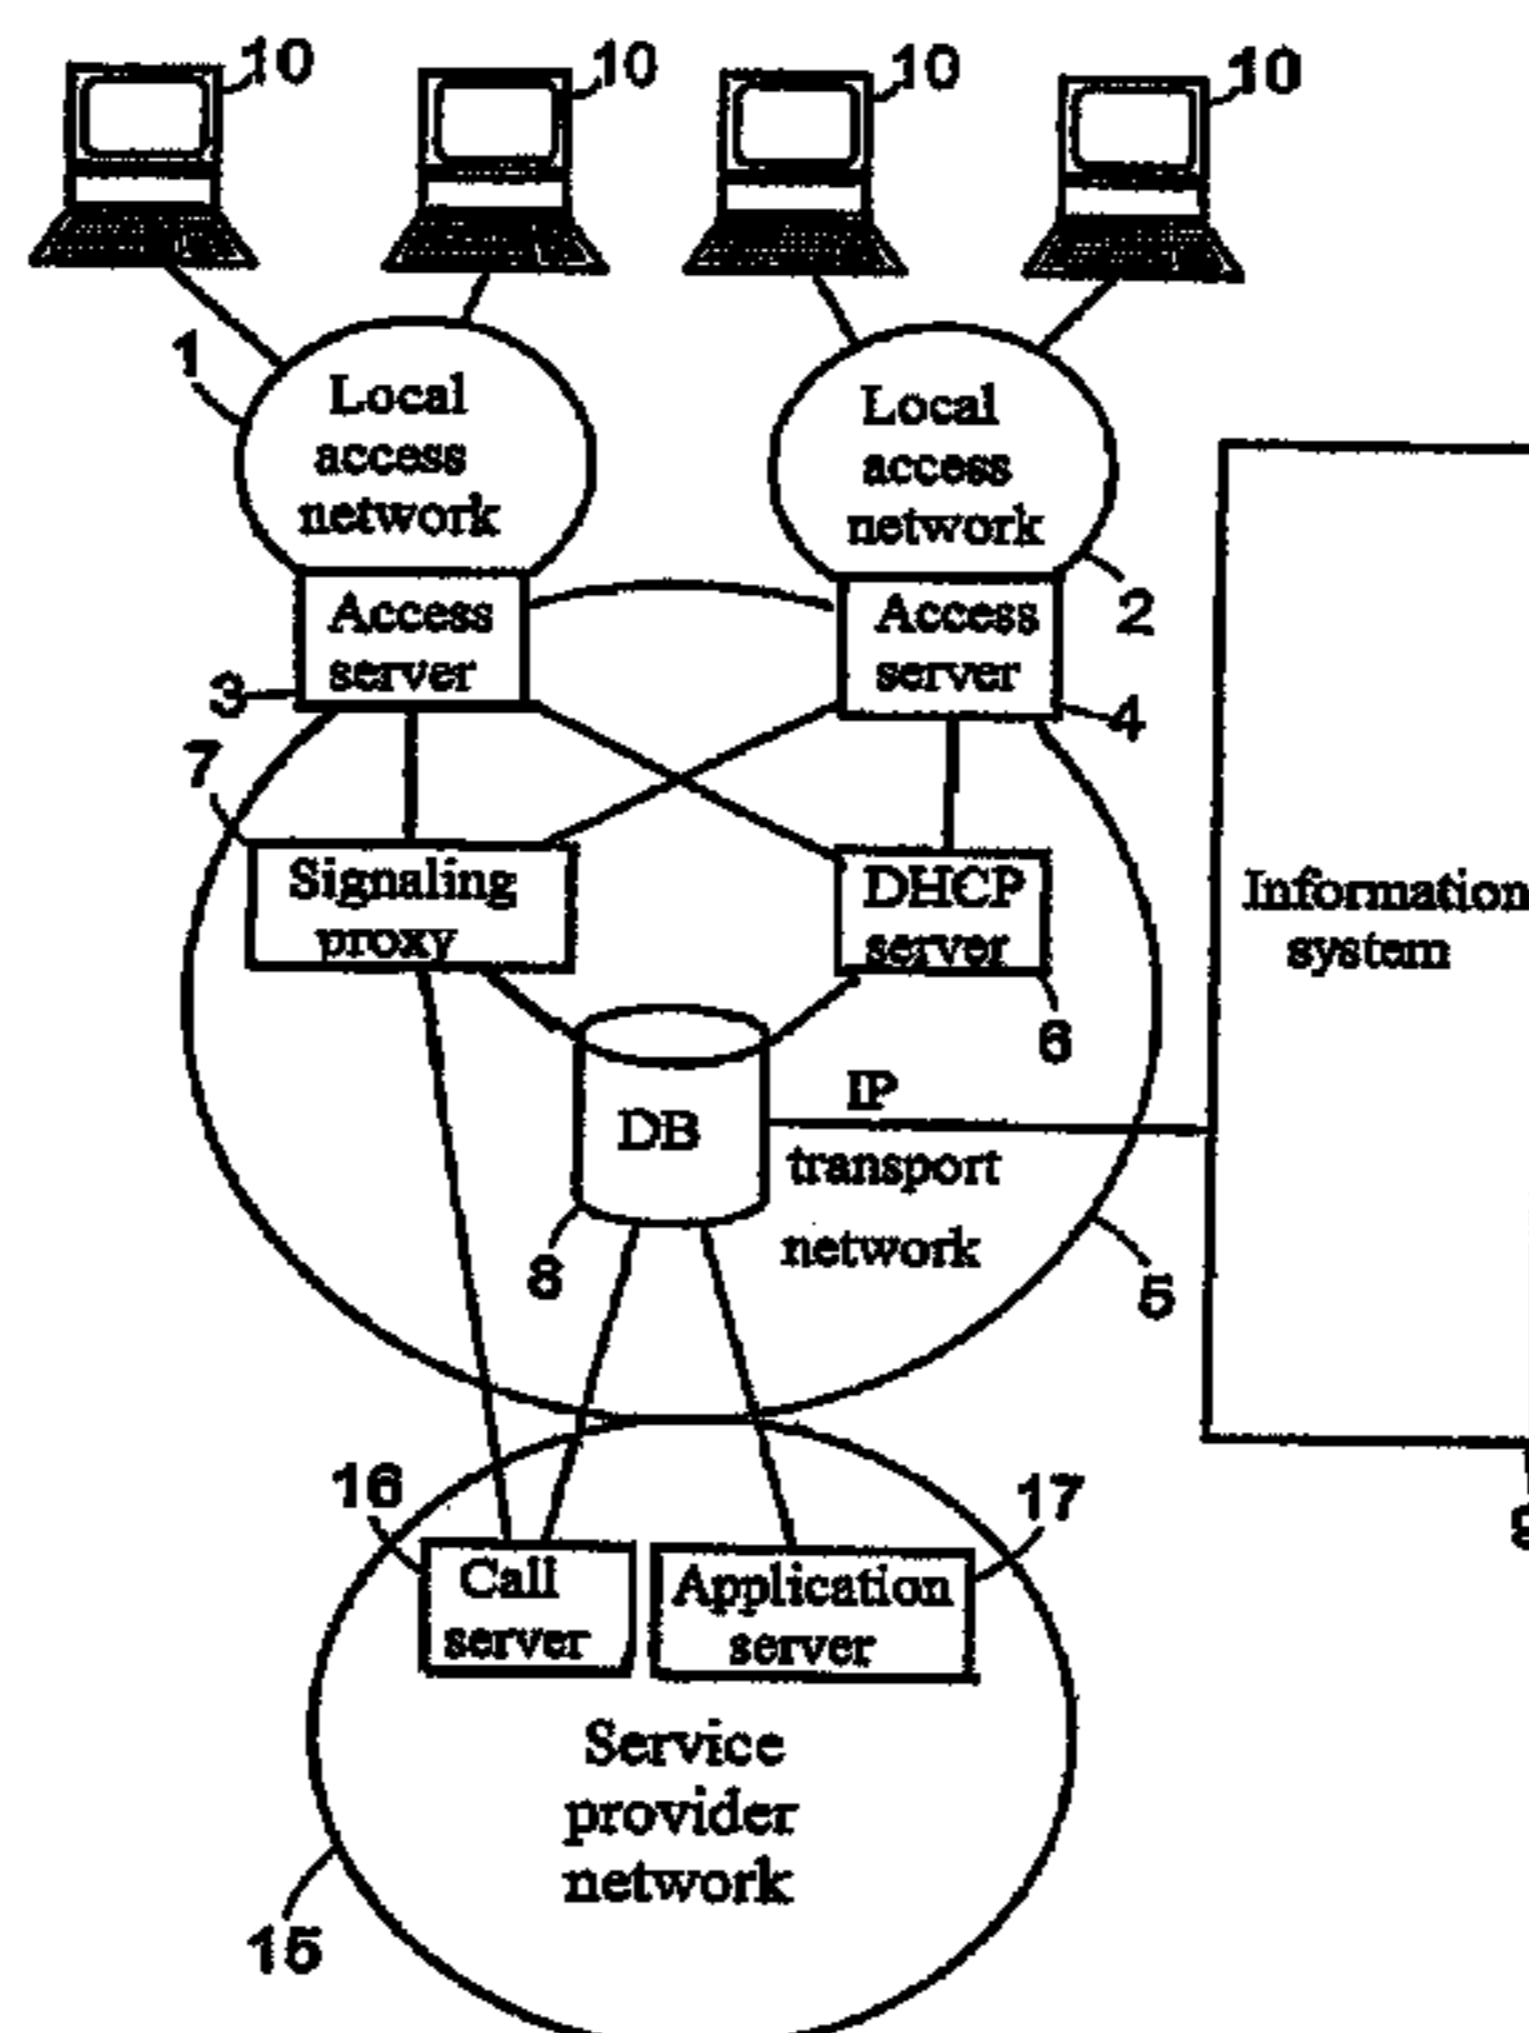 10
10
10
10
1
Local
access
network
Local
access
network
2
Access
server
3
Access
server
4
7
Signaling
proxy
DHCP
server
6
Information
system
DB
8
IP
transport
network
5
16
Call
server
17
Application
server
Service
provider
network
15